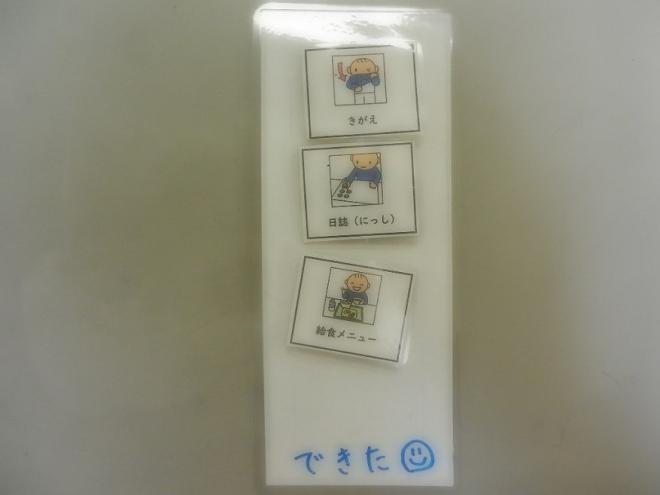 きがえ
日誌（にっし）
給食メニュー
できた